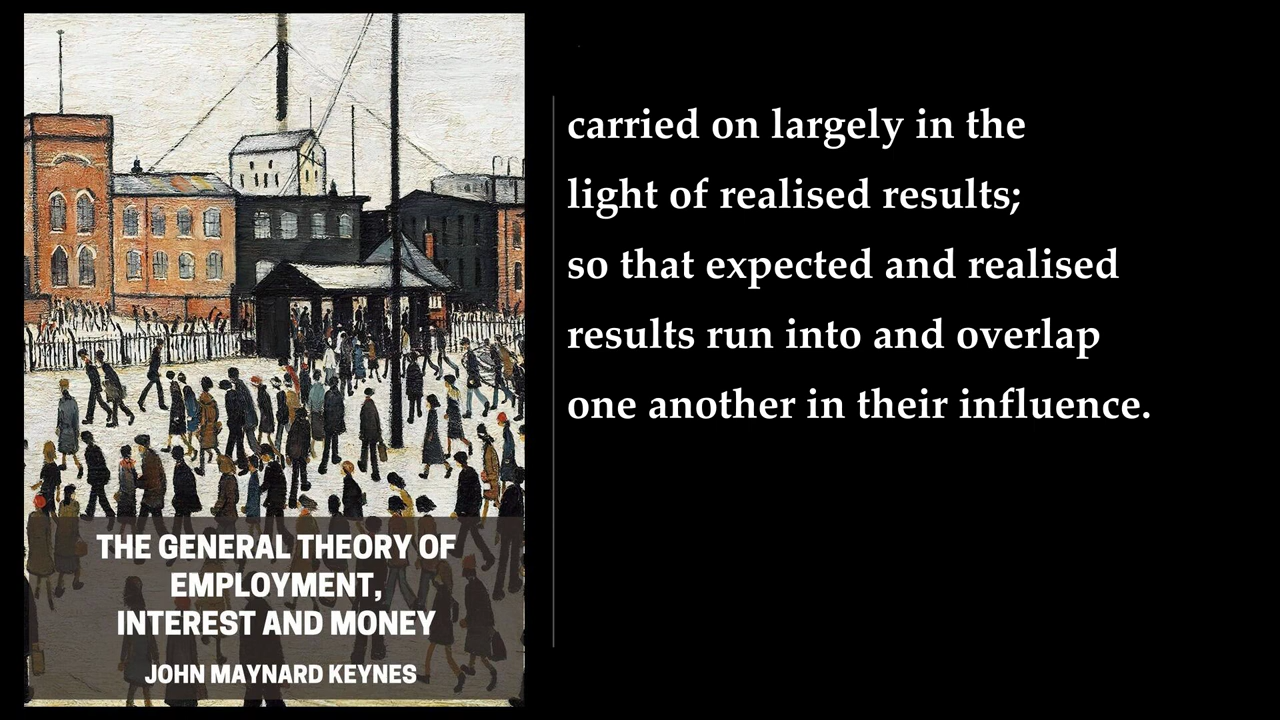 THE GENERAL THEORY OF
EMPLOYMENT,
INTEREST AND MONEY
JOHN MAYNARD KEYNES
carried on largely in the
light of realised results;
so that expected and realised
results run into and overlap
one another in their influence.